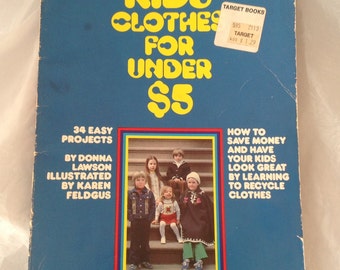 KIDS
CLOTHES
FOR
UNDER
$5
TARGET BOOKS
TARGET
34 EASY
PROJECTS
BY DONNA
LAWSON
ILLUSTRATED
BY KAREN
FELDGUS
HOW TO
SAVE MONEY
AND HAVE
YOUR KIDS
LOOK GREAT
BY LEARNING
TO RECYCLE
CLOTHES